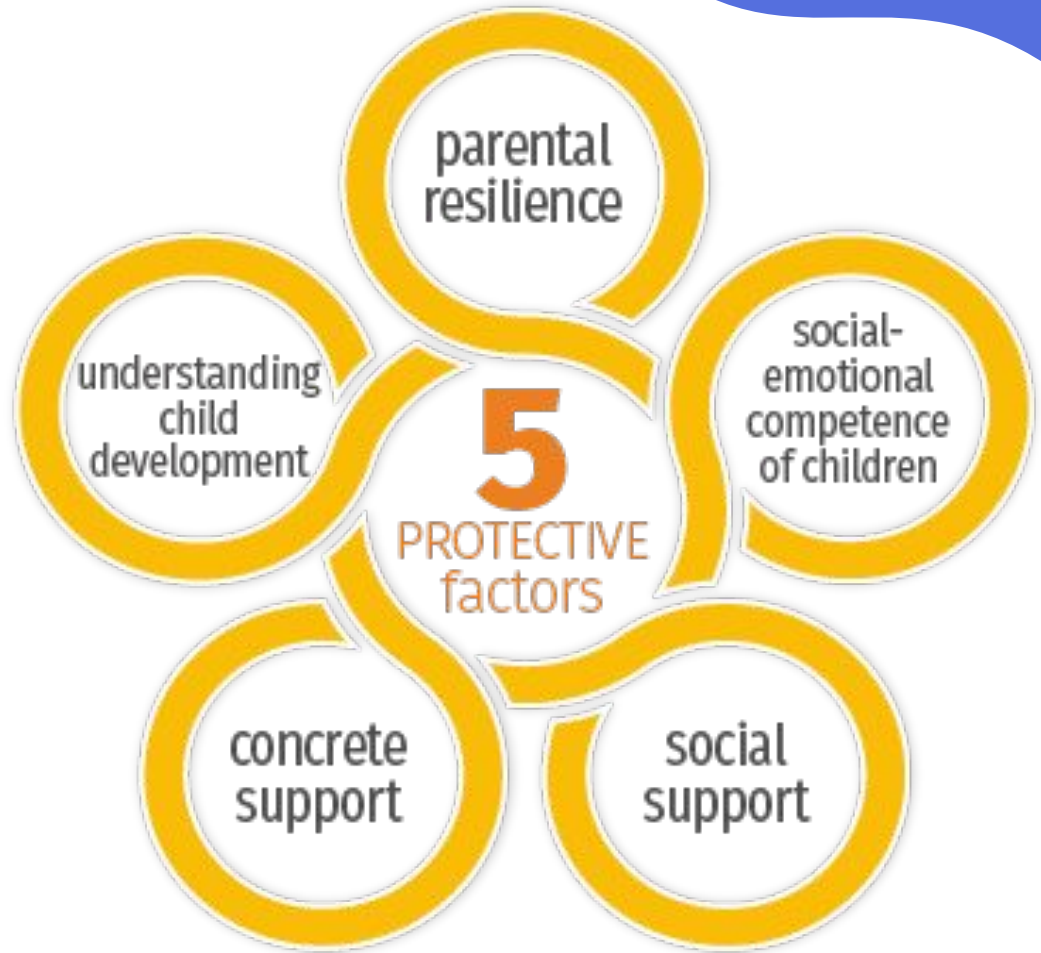 parental
resilience
social-
emotional
competence
of children
social
support
concrete
support
understanding
child
development
5
PROTECTIVE
factors